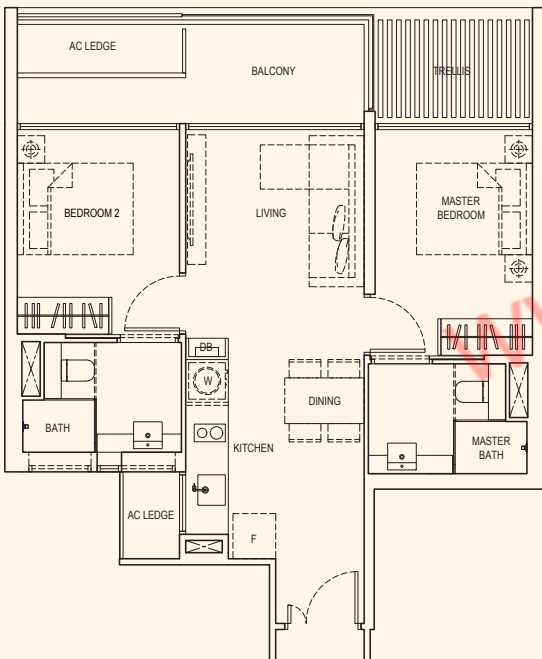 AC LEDGE
BALCONY
TRELLIS
BEDROOM 2
LIVING
MASTER
BEDROOM
DB
W
DINING
BATH
KITCHEN
MASTER
BATH
AC LEDGE
F